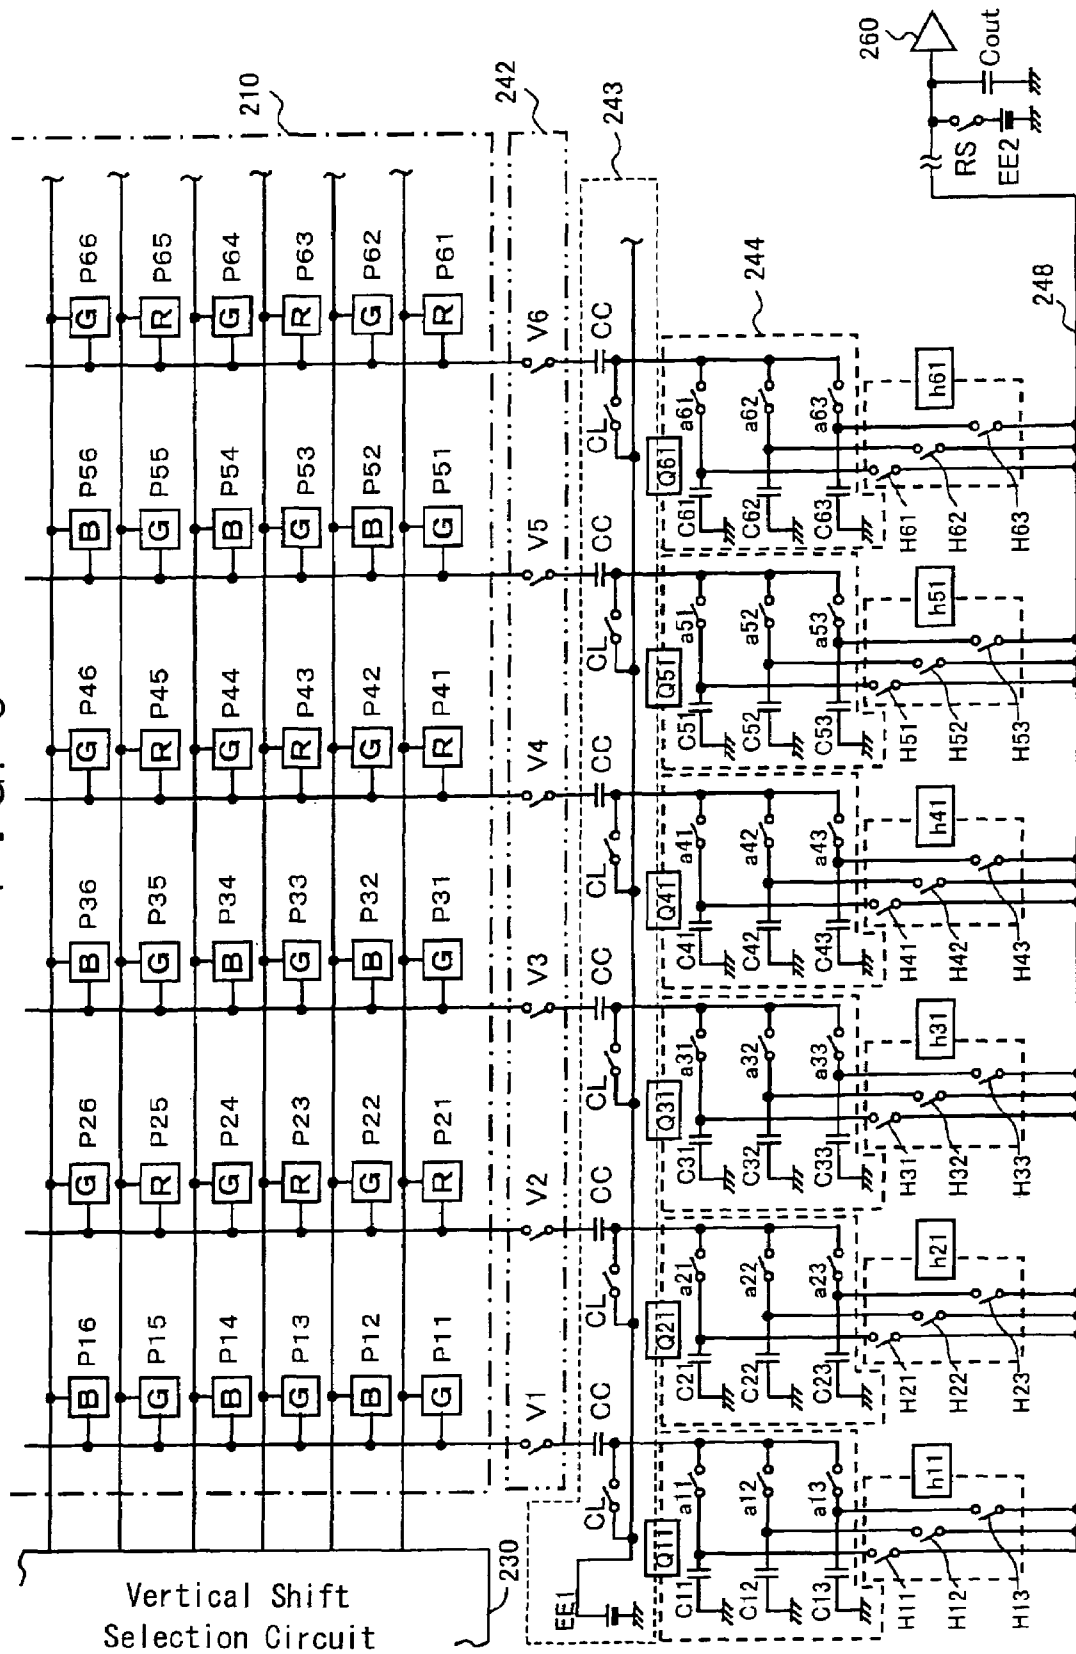 B P16 G P26 B P36 G P46 B P56 G P66
G P15 R P25 G P35 R P45 G P55 R P65
B P14 G P24 B P34 G P44 B P54 G P64
G P13 R P23 G P33 R P43 G P53 R P63
B P12 G P22 B P32 G P42 B P52 G P62
G P11 R P21 G P31 R P41 G P51 R P61
Vertical Shift
Selection Circuit
230
210
V1 V2 V3 V4 V5 V6
242
EE1
CL CC CL CC CL CC CL CC CL CC CL CC
243
Q11 Q21 Q31 Q41 Q51 Q61
C11 a11 C21 a21 C31 a31 C41 a41 C51 a51 C61 a61
C12 a12 C22 a22 C32 a32 C42 a42 C52 a52 C62 a62
C13 a13 C23 a23 C33 a33 C43 a43 C53 a53 C63 a63
244
H11 H21 H31 H41 H51 H61
H12 H22 H32 H42 H52 H62
H13 H23 H33 H43 H53 H63
h11 h21 h31 h41 h51 h61
248
260
RS
EE2
Cout